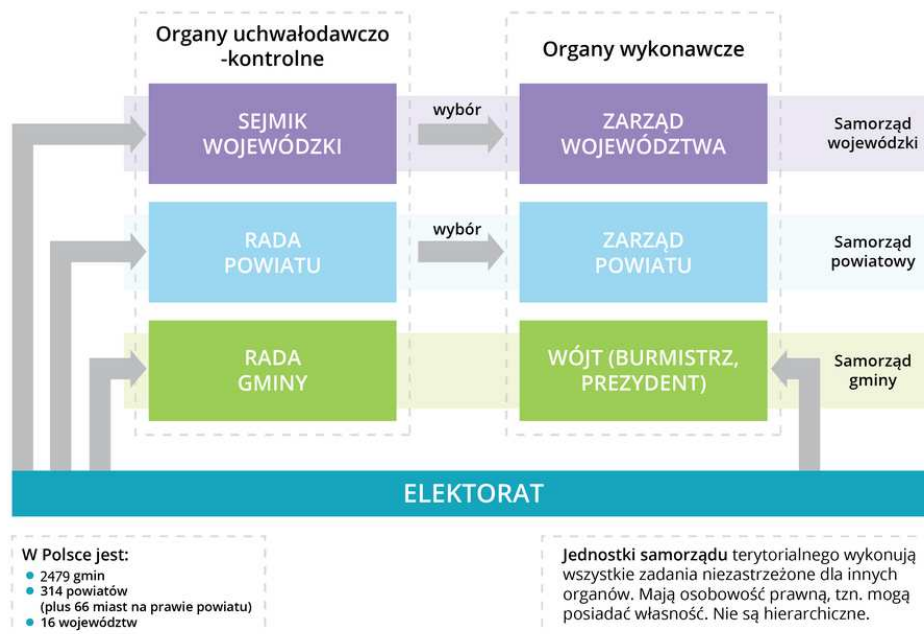 Organy uchwałodawczo
-kontrolne
Organy wykonawcze
SEJMIK
WOJEWÓDZKI
wybór
ZARZĄD
WOJEWÓDZTWA
Samorząd
wojewódzki
RADA
POWIATU
wybór
ZARZĄD
POWIATU
Samorząd
powiatowy
RADA
GMINY
WÓJT (BURMISTRZ,
PREZYDENT)
Samorząd
gminy
ELEKTORAT
W Polsce jest:
2479 gmin
314 powiatów
(plus 66 miast na prawie powiatu)
16 województw
Jednostki samorządu terytorialnego wykonują
wszystkie zadania niezastrzeżone dla innych
organów. Mają osobowość prawną, tzn. mogą
posiadać własność. Nie są hierarchiczne.